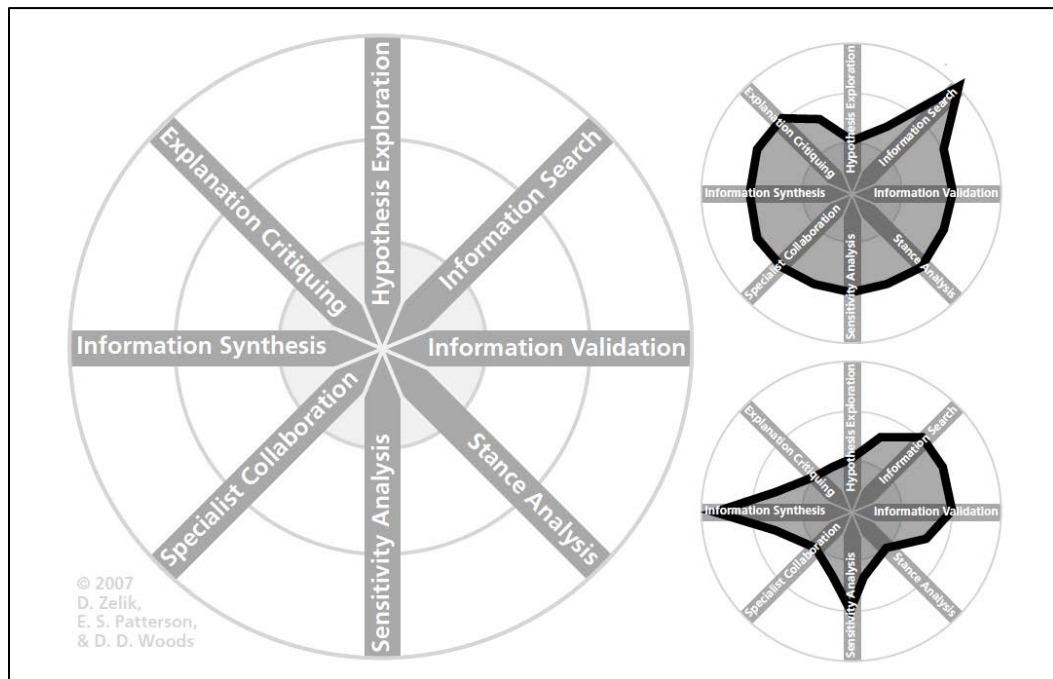 Hypothesis Exploration
Information Search
Information Validation
Stance Analysis
Sensitivity Analysis
Specialist Collaboration
Information Synthesis
Explanation Critiquing
© 2007
D. Zelik,
E. S. Patterson,
& D. D. Woods
Hypothesis Exploration
Information Search
Information Validation
Stance Analysis
Sensitivity Analysis
Specialist Collaboration
Information Synthesis
Explanation Critiquing
Hypothesis Exploration
Information Search
Information Validation
Stance Analysis
Sensitivity Analysis
Specialist Collaboration
Information Synthesis
Explanation Critiquing